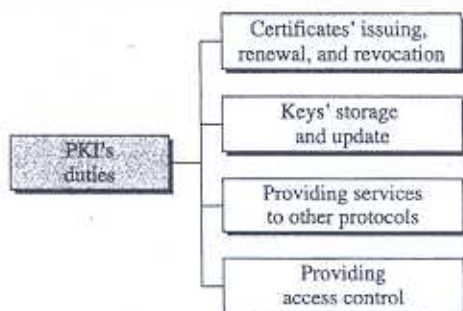 Certificates' issuing,
renewal, and revocation
Keys' storage
and update
PKI's
duties
Providing services
to other protocols
Providing
access control